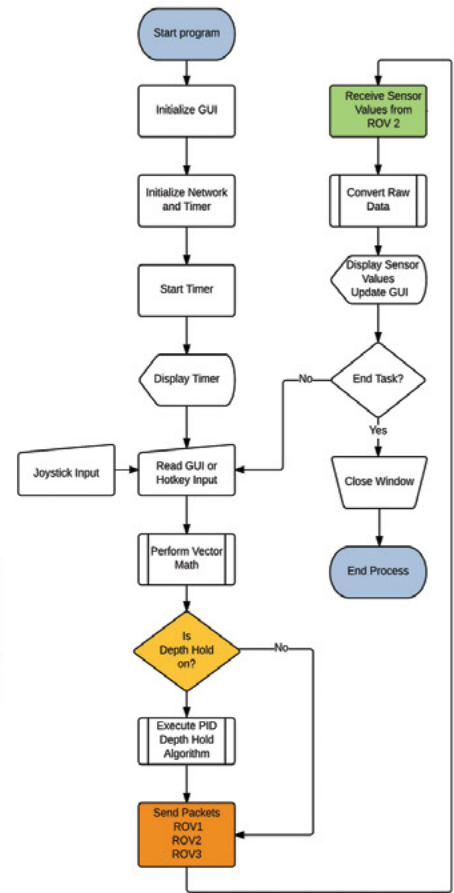 Start program
Initialize GUI
Initialize Network
and Timer
Start Timer
Display Timer
Joystick Input
Read GUI or
Hotkey Input
Perform Vector
Math
Is
Depth Hold
on?
No
Execute PID
Depth Hold
Algorithm
Send Packets
ROV1
ROV2
ROV3
Receive Sensor
Values from
ROV 2
Convert Raw
Data
Display Sensor
Values
Update GUI
End Task?
No
Yes
Close Window
End Process